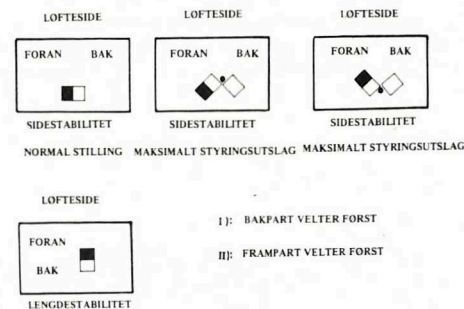 LØFTESIDE LØFTESIDE LØFTESIDE
FORAN BAK FORAN BAK FORAN BAK
SIDESTABILITET SIDESTABILITET SIDESTABILITET
NORMAL STILLING MAKSIMALT STYRINGSUTSLAG MAKSIMALT STYRINGSUTSLAG
LØFTESIDE
I ): BAKPART VELTER FØRST
FORAN
II): FRAMPART VELTER FØRST
BAK
LENGDESTABILITET